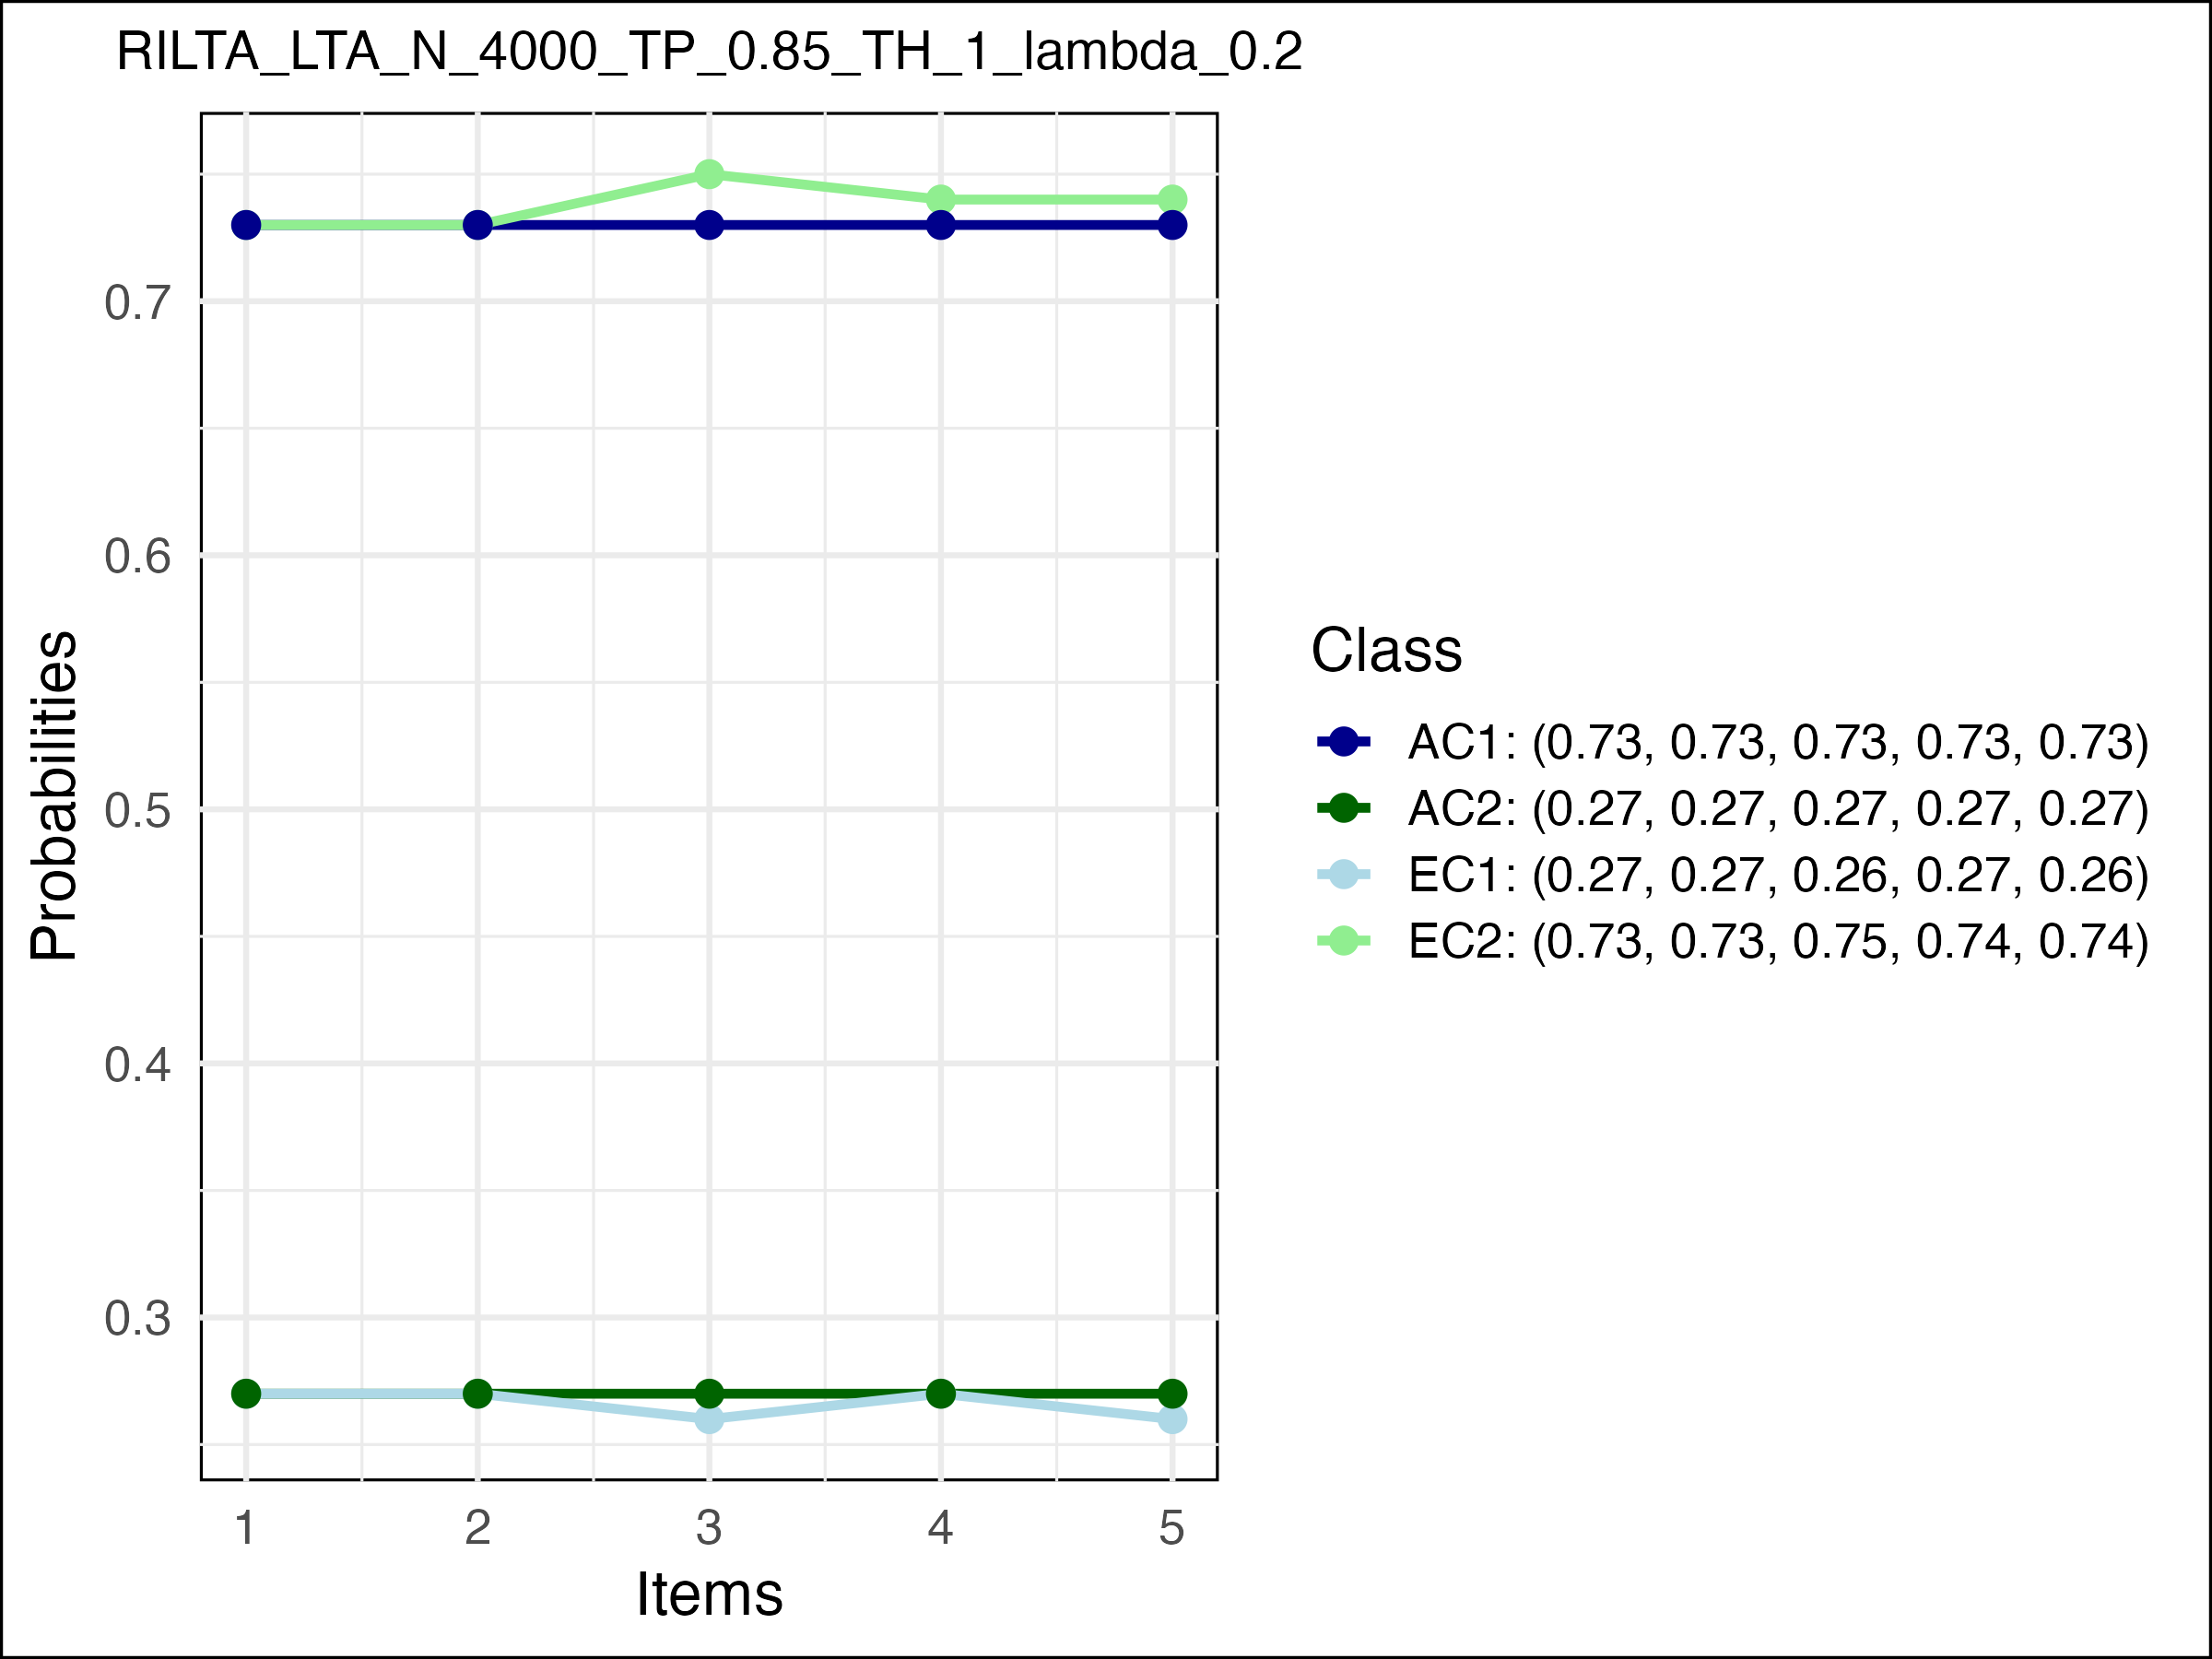 RILTA_LTA_N_4000_TP_0.85_TH_1_lambda_0.2
Probabilities
0.7
0.6
0.5
0.4
0.3
1 2 3 4 5
Items
Class
AC1: (0.73, 0.73, 0.73, 0.73, 0.73)
AC2: (0.27, 0.27, 0.27, 0.27, 0.27)
EC1: (0.27, 0.27, 0.26, 0.27, 0.26)
EC2: (0.73, 0.73, 0.75, 0.74, 0.74)